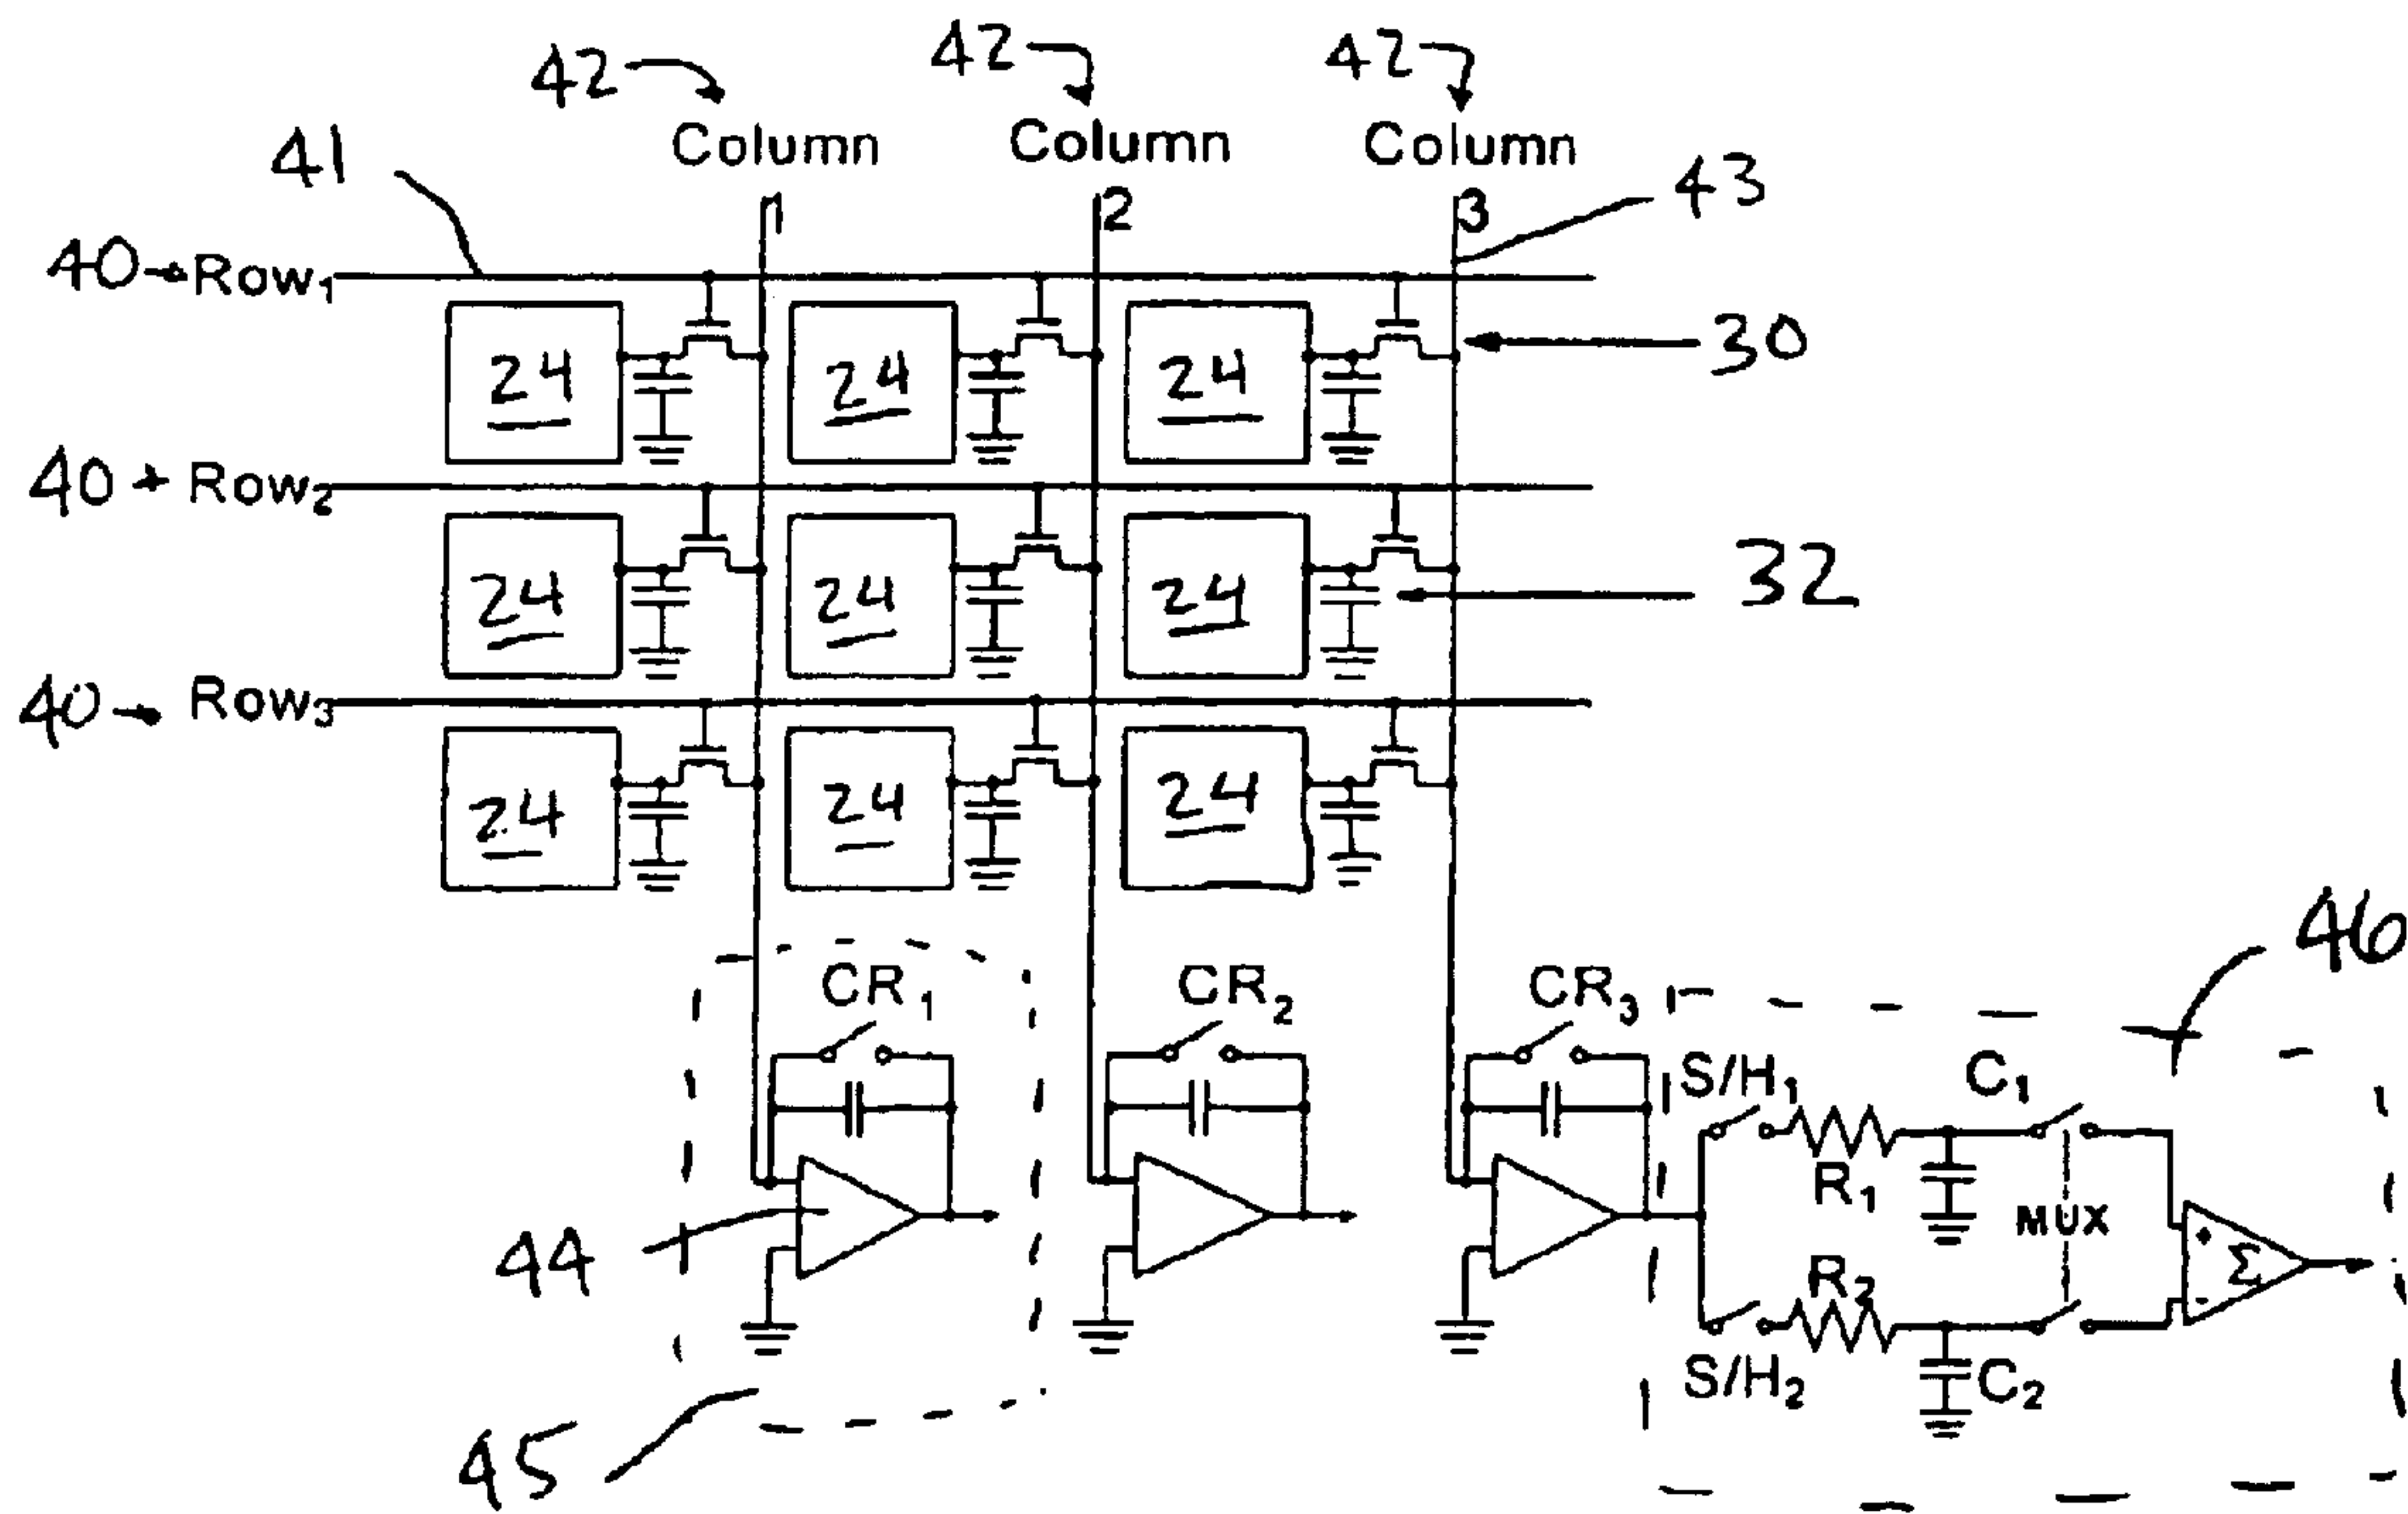 42 42 42
Column Column Column
41 1 2 3 43
40 Row₁
24 24 24 30
40 Row₂
24 24 24 32
40 Row₃
24 24 24
46
CR₁ CR₂ CR₃
S/H₁ C₁
R₁
MUX
44 + Σ
R₂ -
S/H₂ C₂
45